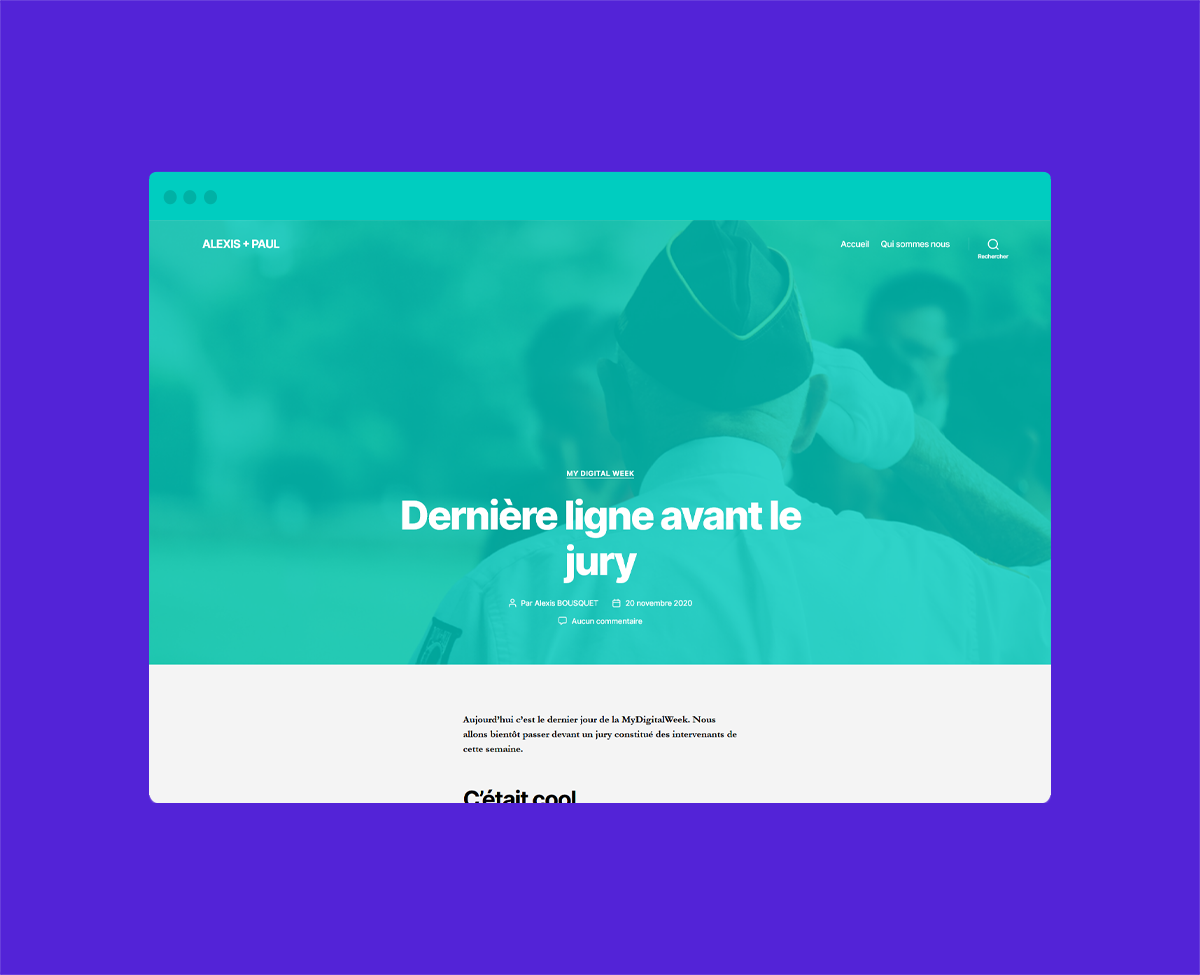 ALEXIS + PAUL
Accueil
Qui sommes nous
Rechercher
MY DIGITAL WEEK
Dernière ligne avant le
jury
Par Alexis BOUSQUET
20 novembre 2020
Aucun commentaire
Aujourd’hui c’est le dernier jour de la MyDigitalWeek. Nous
allons bientôt passer devant un jury constitué des intervenants de
cette semaine.
C’était cool